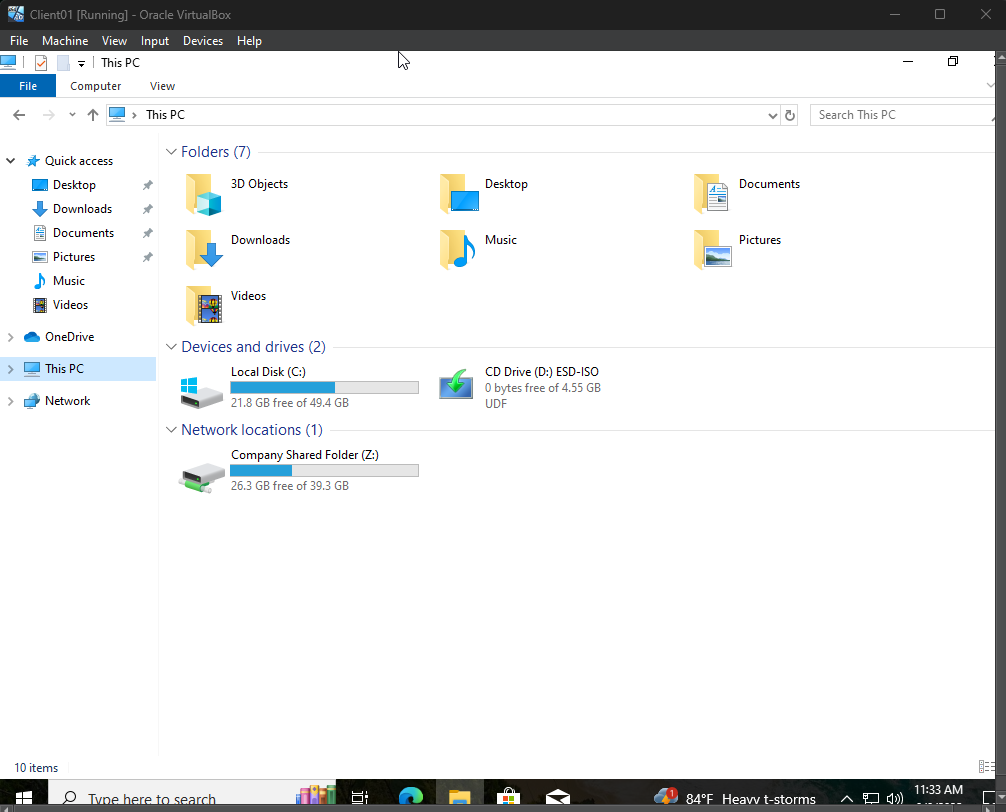 Client01 [Running] - Oracle VirtualBox
File Machine View Input Devices Help
This PC
File Computer View
This PC
Search This PC
Quick access
Desktop
Downloads
Documents
Pictures
Music
Videos
OneDrive
This PC
Network
Folders (7)
3D Objects
Desktop
Documents
Downloads
Music
Pictures
Videos
Devices and drives (2)
Local Disk (C:)
21.8 GB free of 49.4 GB
CD Drive (D:) ESD-ISO
0 bytes free of 4.55 GB
UDF
Network locations (1)
Company Shared Folder (Z:)
26.3 GB free of 39.3 GB
10 items
Type here to search
84°F Heavy t-storms
11:33 AM